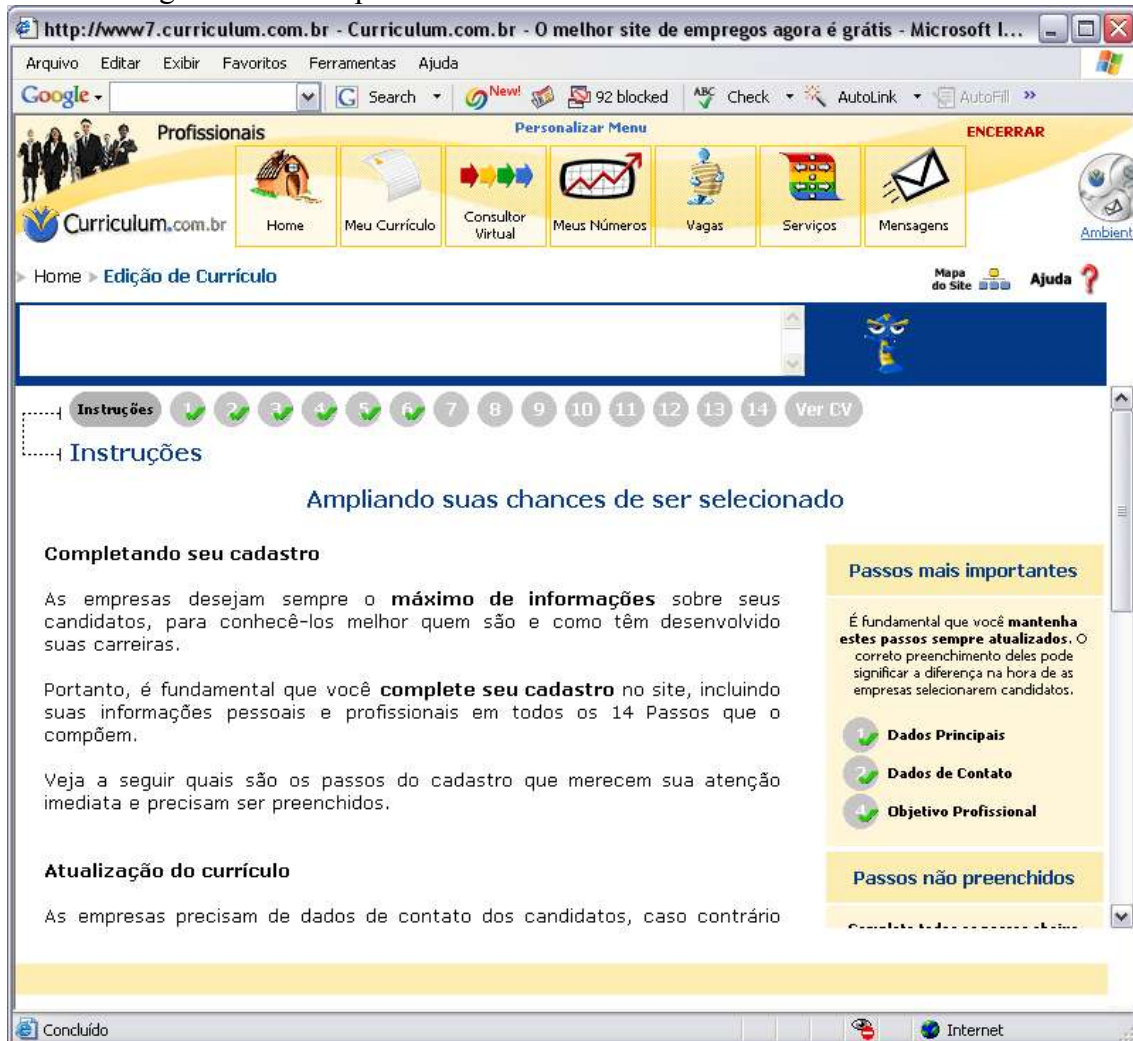 http://www7.curriculum.com.br - Curriculum.com.br - O melhor site de empregos agora é grátis - Microsoft I...
Arquivo Editar Exibir Favoritos Ferramentas Ajuda
Google Search New! 92 blocked ABC Check AutoLink AutoFill »
Profissionais Personalizar Menu ENCERRAR
Curriculum.com.br Home Meu Currículo Consultor Virtual Meus Números Vagas Serviços Mensagens Ambient
Home Edição de Currículo Mapa do Site Ajuda ?
Instruções 1 2 3 4 5 6 7 8 9 10 11 12 13 14 Ver CV
Instruções
Ampliando suas chances de ser selecionado
Completando seu cadastro
As empresas desejam sempre o máximo de informações sobre seus
candidatos, para conhecê-los melhor quem são e como têm desenvolvido
suas carreiras.
Portanto, é fundamental que você complete seu cadastro no site, incluindo
suas informações pessoais e profissionais em todos os 14 Passos que o
compõem.
Veja a seguir quais são os passos do cadastro que merecem sua atenção
imediata e precisam ser preenchidos.
Atualização do currículo
As empresas precisam de dados de contato dos candidatos, caso contrário
Passos mais importantes
É fundamental que você mantenha
estes passos sempre atualizados. O
correto preenchimento deles pode
significar a diferença na hora de as
empresas selecionarem candidatos.
1 Dados Principais
2 Dados de Contato
4 Objetivo Profissional
Passos não preenchidos
Concluído Internet